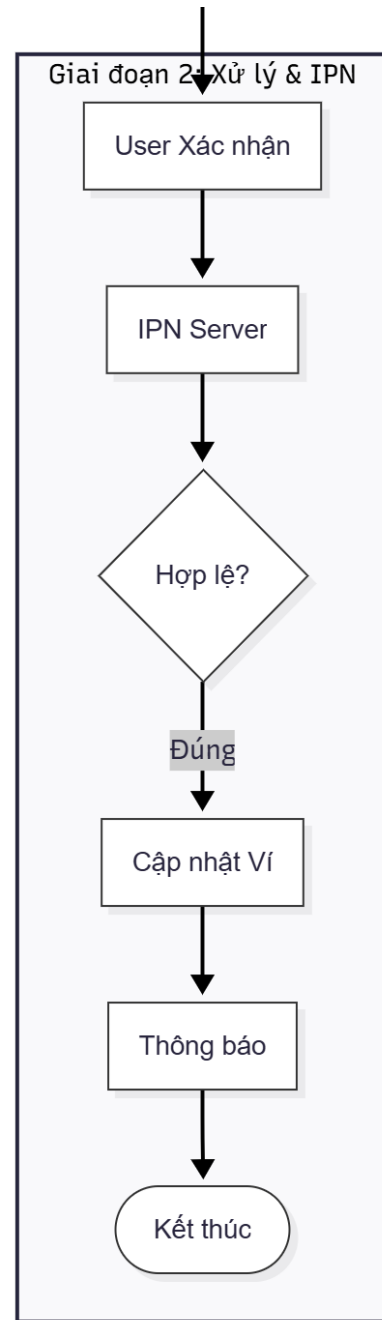 Giai đoạn 2: Xử lý & IPN
User Xác nhận
IPN Server
Hợp lệ?
Đúng
Cập nhật Ví
Thông báo
Kết thúc